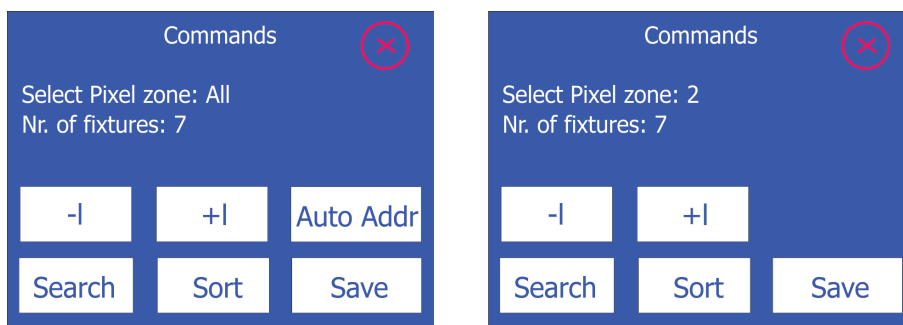 Commands
Select Pixel zone: All
Nr. of fixtures: 7
-l +l Auto Addr
Search Sort Save
Commands
Select Pixel zone: 2
Nr. of fixtures: 7
-l +l
Search Sort Save